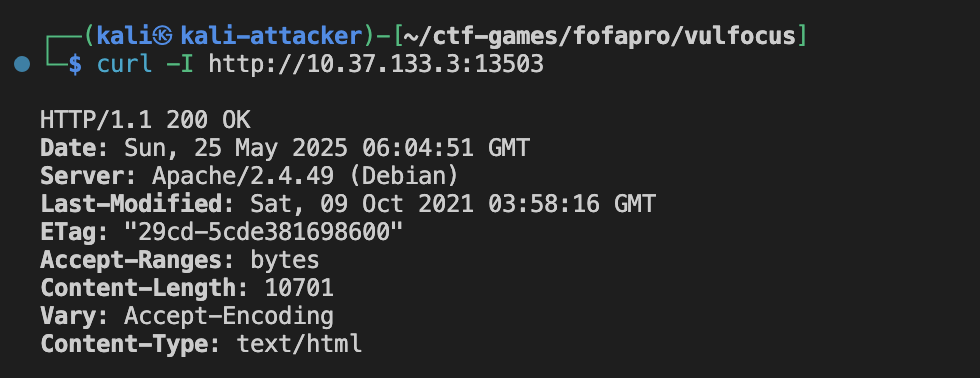 ┌──(kali㉿kali-attacker)-[~/ctf-games/fofapro/vulfocus]
└─$ curl -I http://10.37.133.3:13503
HTTP/1.1 200 OK
Date: Sun, 25 May 2025 06:04:51 GMT
Server: Apache/2.4.49 (Debian)
Last-Modified: Sat, 09 Oct 2021 03:58:16 GMT
ETag: "29cd-5cde381698600"
Accept-Ranges: bytes
Content-Length: 10701
Vary: Accept-Encoding
Content-Type: text/html